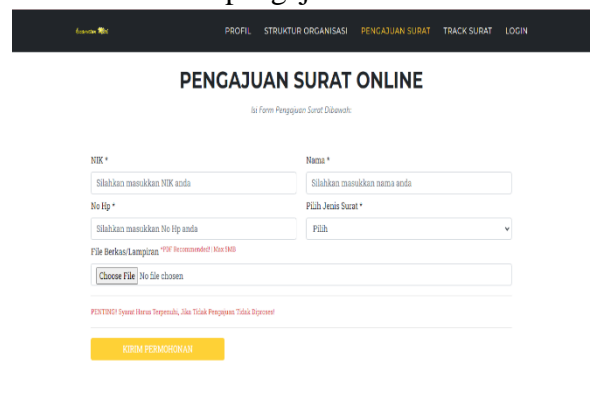 PROFIL STRUKTUR ORGANISASI PENGAJUAN SURAT TRACK SURAT LOGIN
PENGAJUAN SURAT ONLINE
Isi Form Pengajuan Surat Dibawah:
NIK * Nama *
Silahkan masukkan NIK anda Silahkan masukkan nama anda
No Hp * Pilih Jenis Surat *
Silahkan masukkan No Hp anda Pilih
File Berkas/Lampiran *PDF Recommended! | Max 5MB
Choose File No file chosen
PENTING! Syarat Harus Terpenuhi, Jika Tidak Pengajuan Tidak Diproses!
KIRIM PERMOHONAN